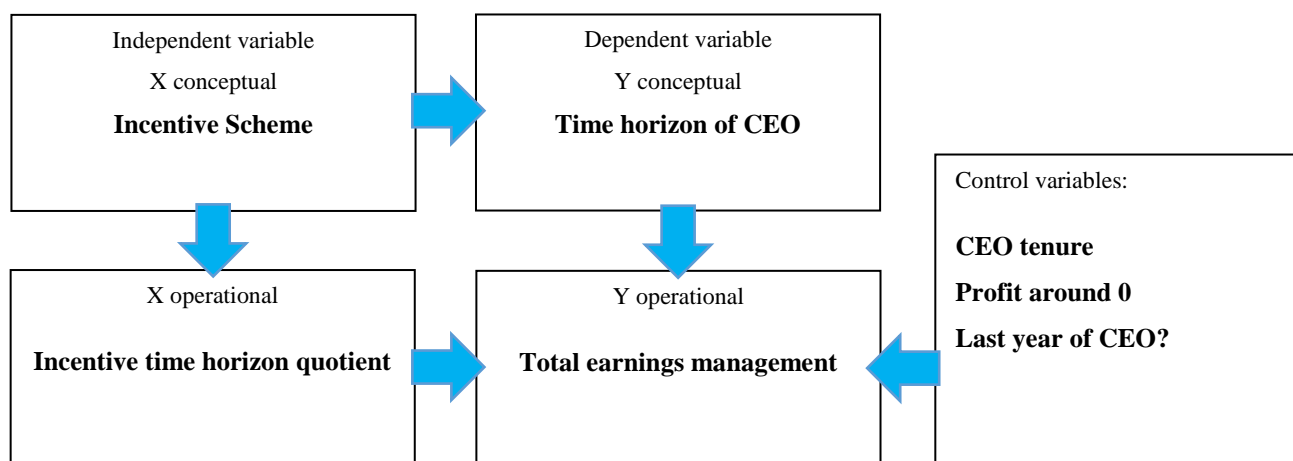 Independent variable
X conceptual
Incentive Scheme
Dependent variable
Y conceptual
Time horizon of CEO
Control variables:
CEO tenure
Profit around 0
Last year of CEO?
X operational
Incentive time horizon quotient
Y operational
Total earnings management